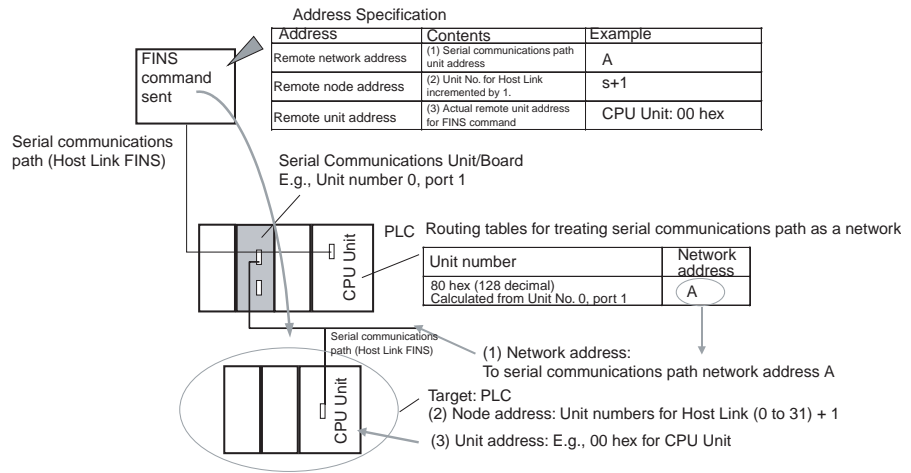 Address Specification
Address Contents Example
Remote network address (1) Serial communications path unit address A
Remote node address (2) Unit No. for Host Link incremented by 1. s+1
Remote unit address (3) Actual remote unit address for FINS command CPU Unit: 00 hex
FINS
command
sent
Serial communications
path (Host Link FINS)
Serial Communications Unit/Board
E.g., Unit number 0, port 1
CPU Unit
PLC
Routing tables for treating serial communications path as a network
Unit number Network address
80 hex (128 decimal)
Calculated from Unit No. 0, port 1
A
Serial communications
path (Host Link FINS)
(1) Network address:
To serial communications path network address A
CPU Unit
Target: PLC
(2) Node address: Unit numbers for Host Link (0 to 31) + 1
(3) Unit address: E.g., 00 hex for CPU Unit